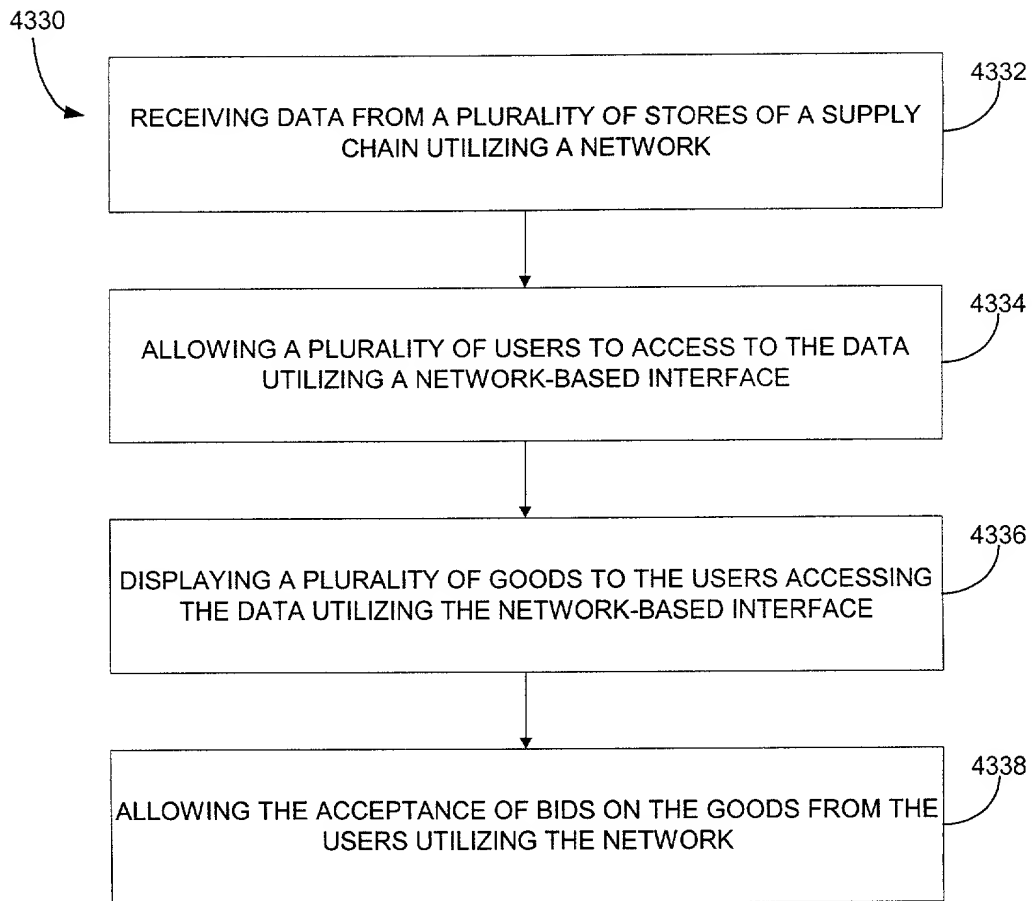 4330
4332
RECEIVING DATA FROM A PLURALITY OF STORES OF A SUPPLY
CHAIN UTILIZING A NETWORK
4334
ALLOWING A PLURALITY OF USERS TO ACCESS TO THE DATA
UTILIZING A NETWORK-BASED INTERFACE
4336
DISPLAYING A PLURALITY OF GOODS TO THE USERS ACCESSING
THE DATA UTILIZING THE NETWORK-BASED INTERFACE
4338
ALLOWING THE ACCEPTANCE OF BIDS ON THE GOODS FROM THE
USERS UTILIZING THE NETWORK